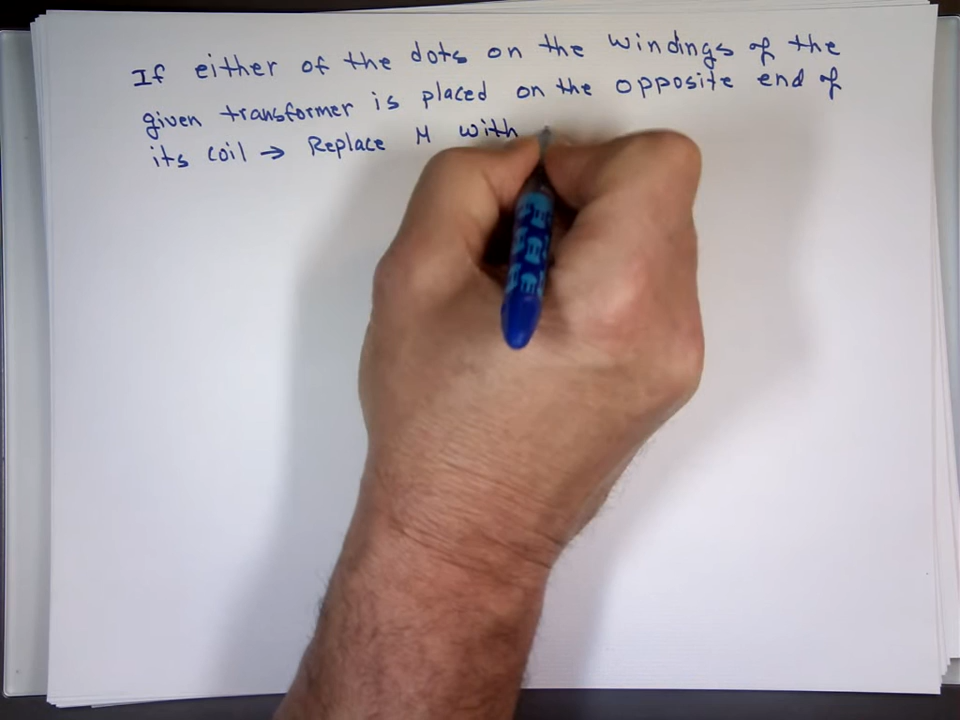 If either of the dots on the windings of the
given transformer is placed on the opposite end of
its coil → Replace M with